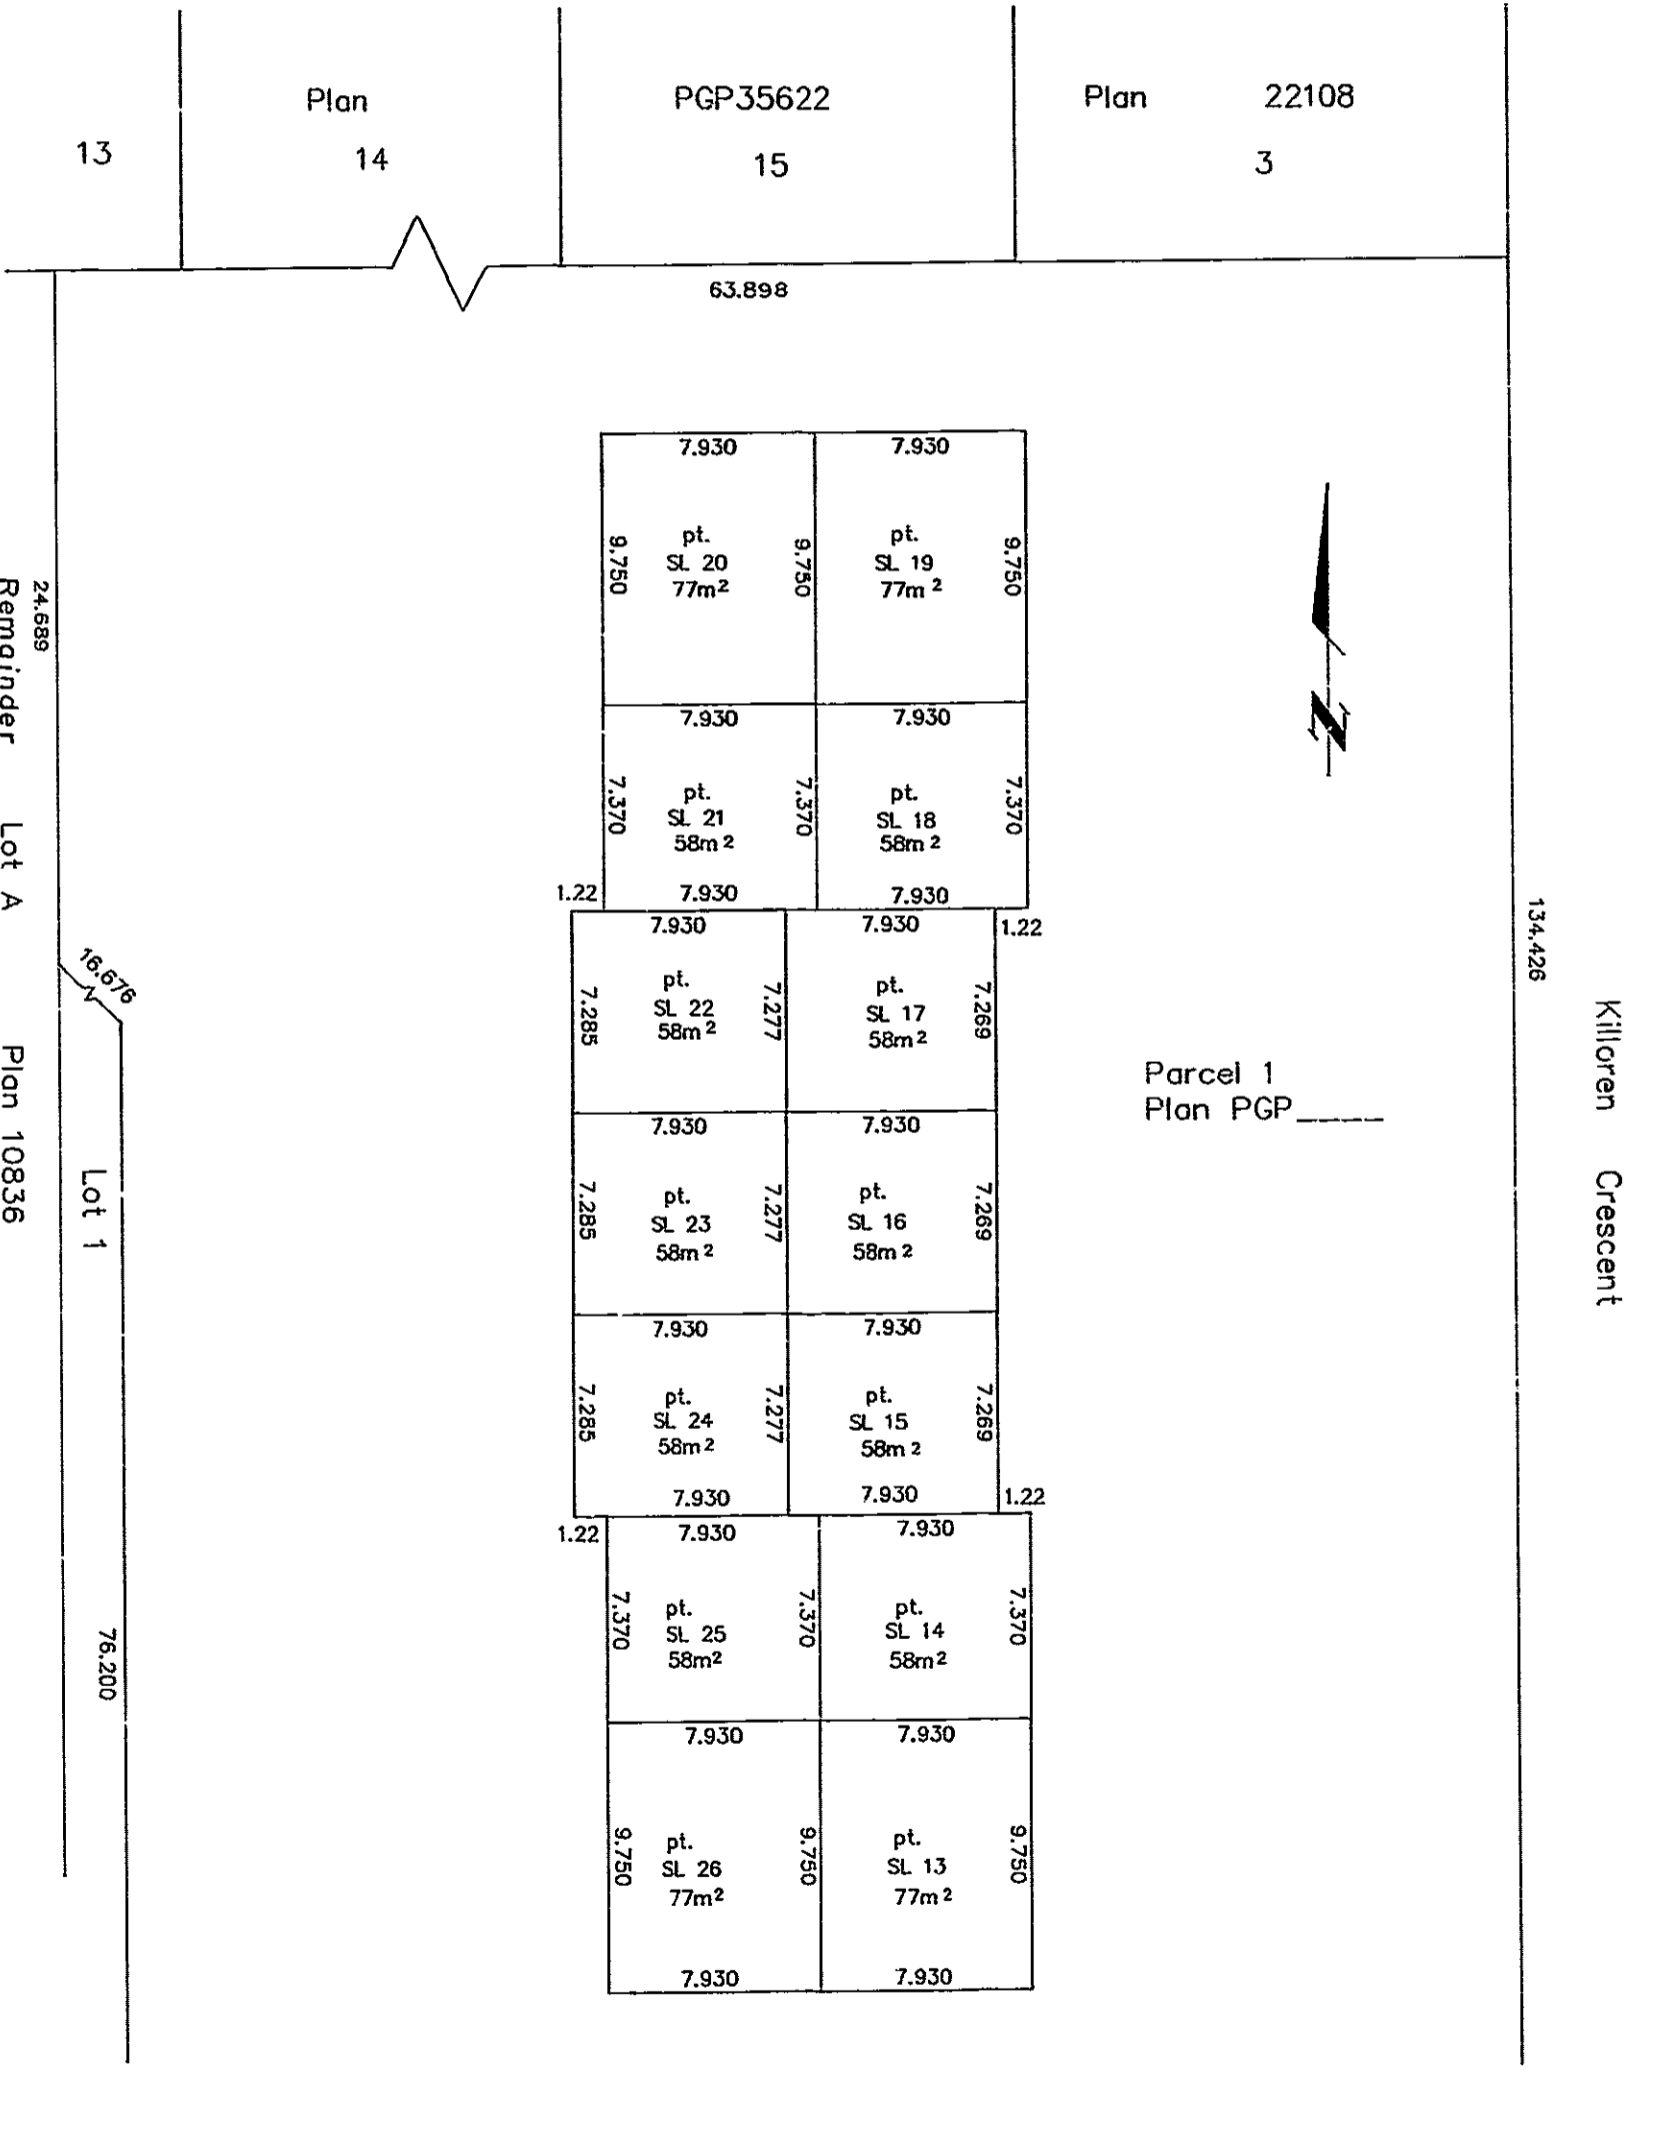 Plan PGP35622 Plan 22108
13 14 15 3
63.898
7.930 7.930
9.750 9.750 9.750
pt. pt.
SL 20 SL 19
77m² 77m²
7.930 7.930
7.370 7.370 7.370
pt. pt.
SL 21 SL 18
58m² 58m²
1.22 7.930 7.930
7.930 7.930 1.22
7.285 7.277 7.269
pt. pt.
SL 22 SL 17
58m² 58m²
7.930 7.930
7.285 7.277 7.269
pt. pt.
SL 23 SL 16
58m² 58m²
7.930 7.930
7.285 7.277 7.269
pt. pt.
SL 24 SL 15
58m² 58m²
7.930 7.930 1.22
1.22 7.930 7.930
7.370 7.370 7.370
pt. pt.
SL 25 SL 14
58m² 58m²
7.930 7.930
9.750 9.750 9.750
pt. pt.
SL 26 SL 13
77m² 77m²
7.930 7.930
N
Parcel 1
Plan PGP_____
134.426
Killoren Crescent
24.689
Remainder Lot A Plan 10836
16.676
Lot 1
76.200